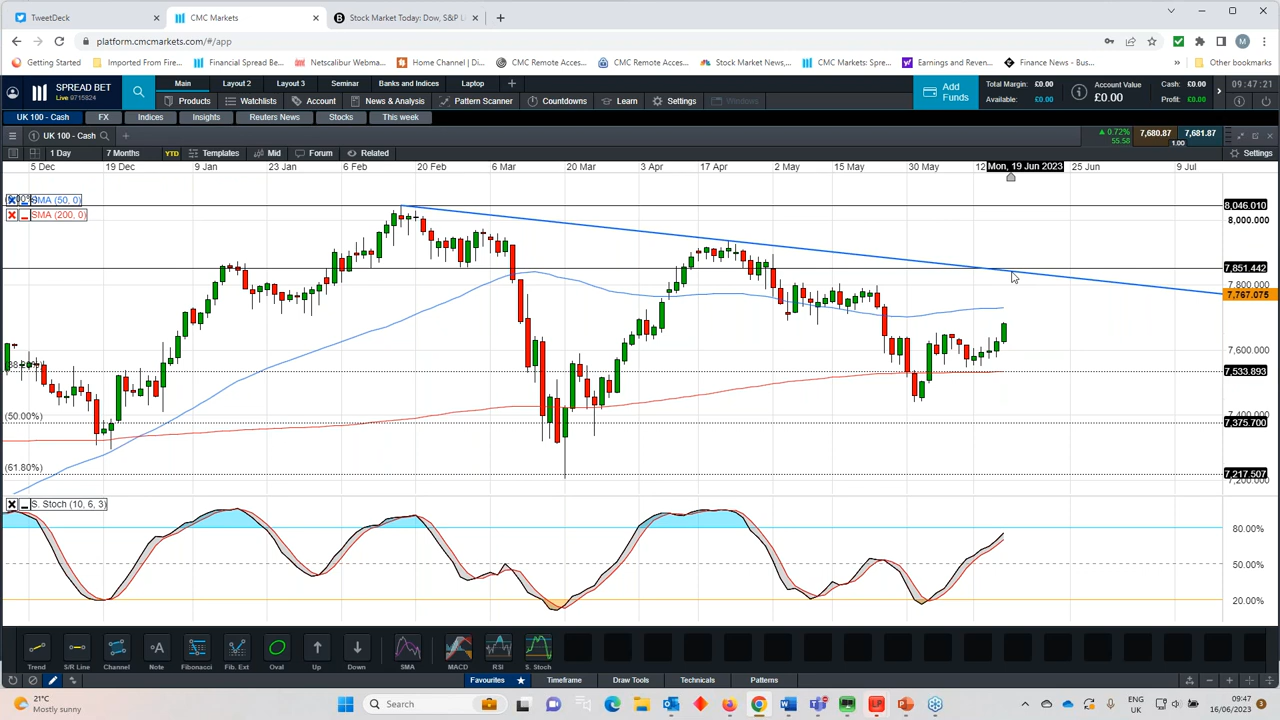 TweetDeck
CMC Markets
Stock Market Today: Dow, S&P L
platform.cmcmarkets.com/#/app
Getting Started
Imported From Firef...
Financial Spread Be...
Netscalibur Webma...
Home Channel | Di...
CMC Remote Acces...
Stock Market News,...
CMC Remote Acces...
CMC Markets: Spre...
Earnings and Reven...
Finance News - Bus...
Other bookmarks
SPREAD BET
Live 9715824
Main
Layout 2
Layout 3
Seminar
Banks and Indices
Laptop
Products
Watchlists
Account
News & Analysis
Pattern Scanner
Countdowns
Learn
Settings
Windows
Add Funds
Total Margin: £0.00
Available: £0.00
Account Value
£0.00
Cash: £0.00
Profit: £0.00
09:47:21
UK 100 - Cash
FX
Indices
Insights
Reuters News
Stocks
This week
UK 100 - Cash
0.72%
55.58
7,680.87
1.00
7,681.87
1 Day
7 Months
YTD
Templates
Mid
Forum
Related
Settings
5 Dec
19 Dec
9 Jan
23 Jan
6 Feb
20 Feb
6 Mar
20 Mar
3 Apr
17 Apr
2 May
15 May
30 May
12
Mon, 19 Jun 2023
25 Jun
9 Jul
SMA (50, 0)
SMA (200, 0)
8,046.010
8,000.000
7,851.442
7,800.000
7,767.075
7,600.000
7,533.893
7,400.000
(50.00%)
7,375.700
(61.80%)
7,217.507
7,200.000
S. Stoch (10, 6, 3)
80.00%
50.00%
20.00%
Trend
S/R Line
Channel
Note
Fibonacci
Fib. Ext
Oval
Up
Down
SMA
MACD
RSI
S. Stoch
Favourites
Timeframe
Draw Tools
Technicals
Patterns
21°C
Mostly sunny
Search
ENG
UK
09:47
16/06/2023